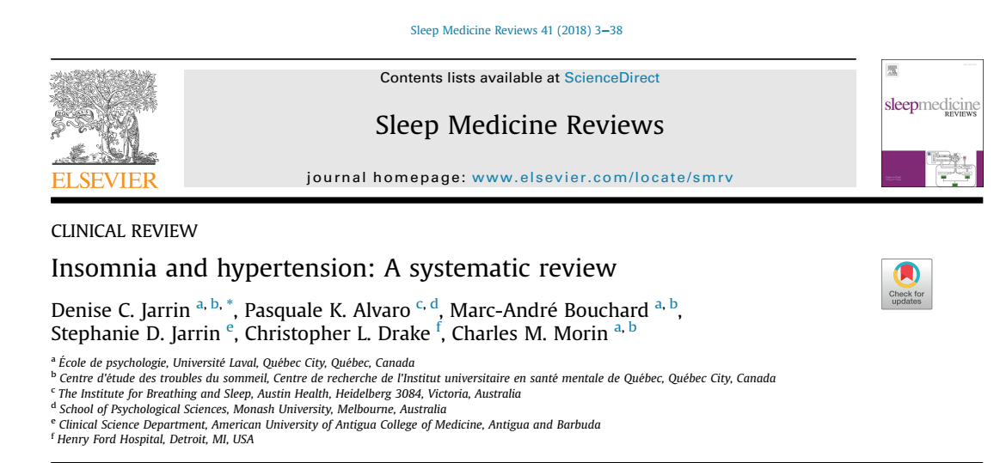 Sleep Medicine Reviews 41 (2018) 3–38
Contents lists available at ScienceDirect
Sleep Medicine Reviews
journal homepage: www.elsevier.com/locate/smrv
ELSEVIER
sleepmedicine
REVIEWS
CLINICAL REVIEW
Insomnia and hypertension: A systematic review
Check for
updates
Denise C. Jarrin a, b, *, Pasquale K. Alvaro c, d, Marc-André Bouchard a, b,
Stephanie D. Jarrin e, Christopher L. Drake f, Charles M. Morin a, b
a École de psychologie, Université Laval, Québec City, Québec, Canada
b Centre d'étude des troubles du sommeil, Centre de recherche de l'Institut universitaire en santé mentale de Québec, Québec City, Canada
c The Institute for Breathing and Sleep, Austin Health, Heidelberg 3084, Victoria, Australia
d School of Psychological Sciences, Monash University, Melbourne, Australia
e Clinical Science Department, American University of Antigua College of Medicine, Antigua and Barbuda
f Henry Ford Hospital, Detroit, MI, USA